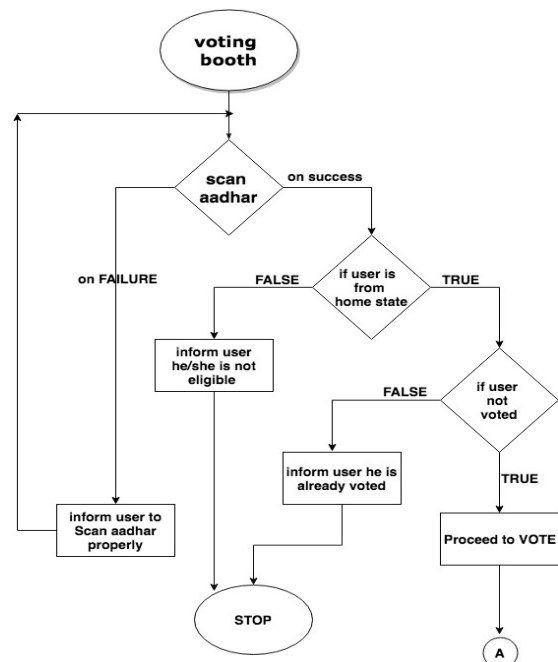 voting
booth
scan
aadhar
on success
on FAILURE
if user is
from
home state
FALSE
TRUE
inform user
he/she is not
eligible
if user
not
voted
FALSE
TRUE
inform user he is
already voted
inform user to
Scan aadhar
properly
Proceed to VOTE
STOP
A